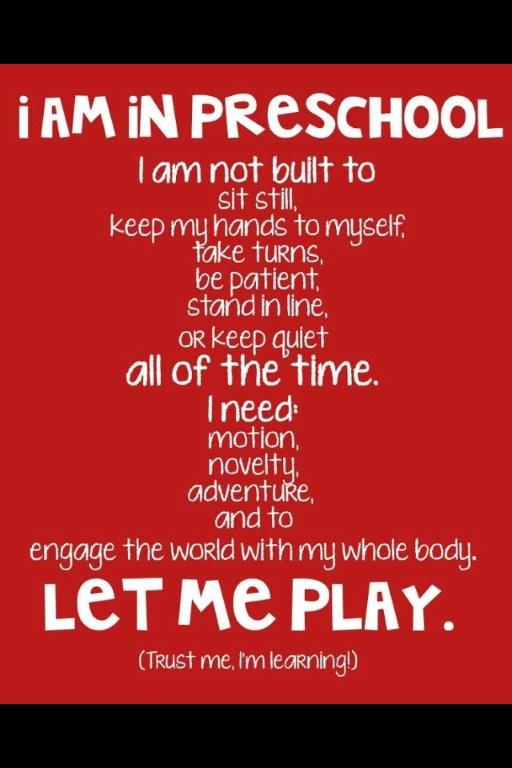 i AM iN PReSCHOOL
I am not built to
sit still,
keep my hands to myself,
take tuRns,
be patient,
stand in line,
oR keep quiet
all of the time.
I need:
motion,
novelty,
adventuRe,
and to
engage the woRld with my whole body.
LeT Me PLAY.
(TRust me, I'm leaRning!)